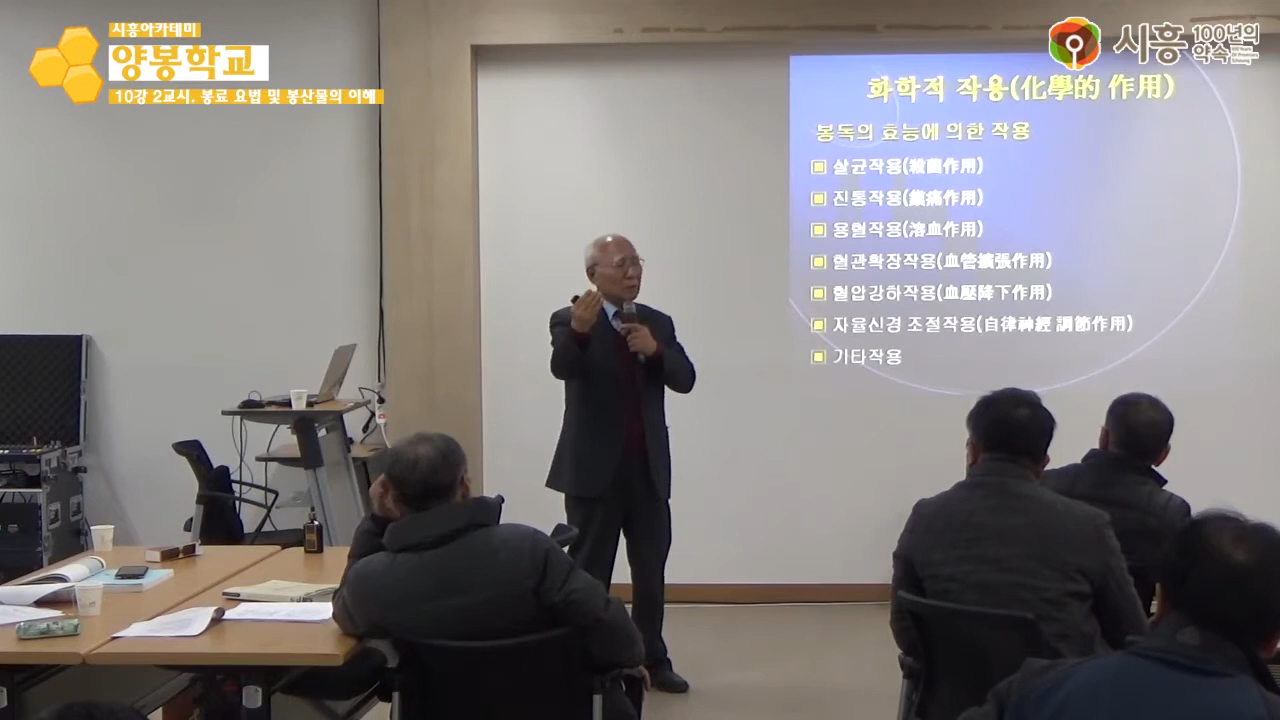 시흥아카데미
양봉학교
10강 2교시. 봉료 요법 및 봉산물의 이해
시흥 100년의 약속
화학적 작용(化學的 作用)
봉독의 효능에 의한 작용
살균작용(殺菌作用)
진통작용(鎭痛作用)
용혈작용(溶血作用)
혈관확장작용(血管擴張作用)
혈압강하작용(血壓降下作用)
자율신경 조절작용(自律神經 調節作用)
기타작용